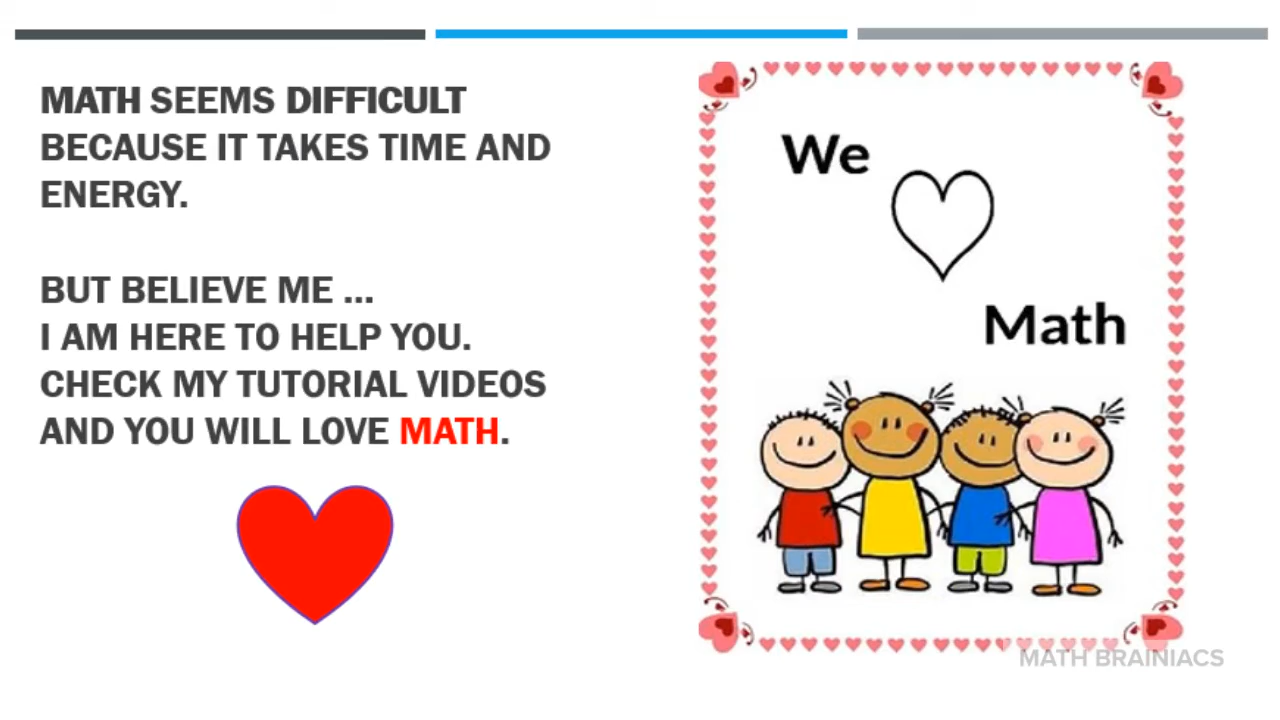 MATH SEEMS DIFFICULT
BECAUSE IT TAKES TIME AND
ENERGY.
BUT BELIEVE ME ...
I AM HERE TO HELP YOU.
CHECK MY TUTORIAL VIDEOS
AND YOU WILL LOVE MATH.
We
Math
MATH BRAINIACS